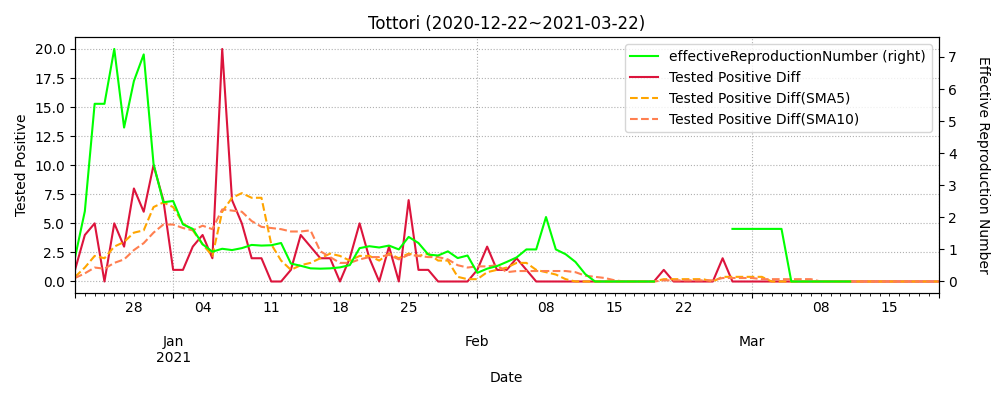 Tottori (2020-12-22~2021-03-22)
effectiveReproductionNumber (right)
Tested Positive Diff
Tested Positive Diff(SMA5)
Tested Positive Diff(SMA10)
Tested Positive
20.0
17.5
15.0
12.5
10.0
7.5
5.0
2.5
0.0
7
6
5
4
3
2
1
0
Effective Reproduction Number
28 04 11 18 25 08 15 22 08 15
Jan Feb Mar
2021
Date